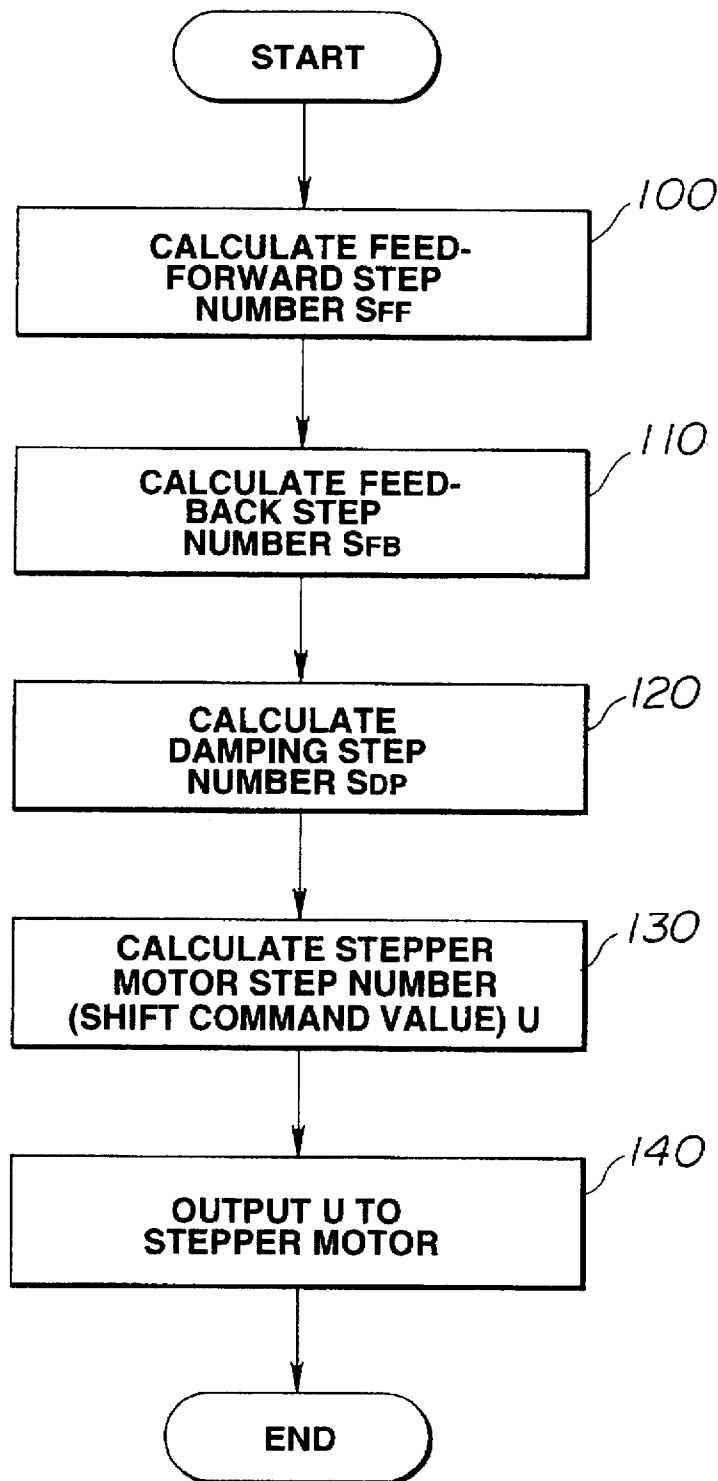 START
100
CALCULATE FEED-
FORWARD STEP
NUMBER SFF
110
CALCULATE FEED-
BACK STEP
NUMBER SFB
120
CALCULATE
DAMPING STEP
NUMBER SDP
130
CALCULATE STEPPER
MOTOR STEP NUMBER
(SHIFT COMMAND VALUE) U
140
OUTPUT U TO
STEPPER MOTOR
END